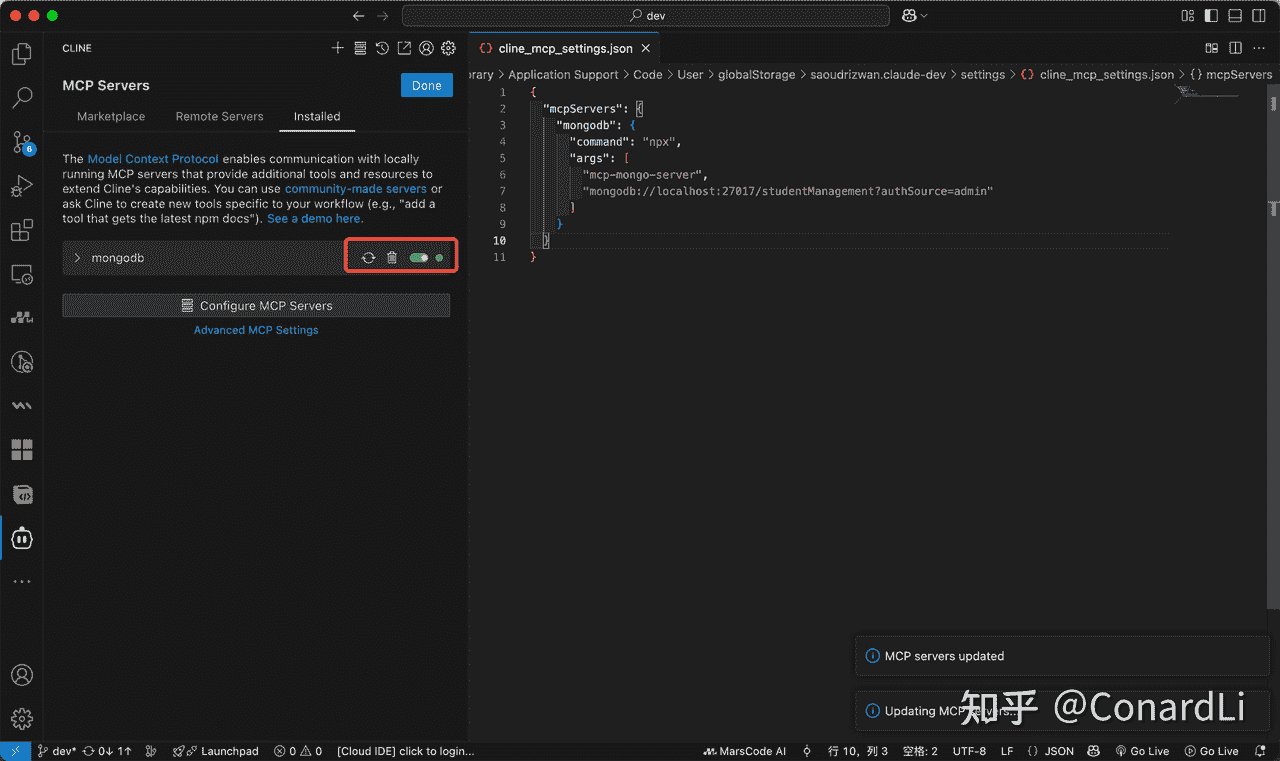 dev
CLINE
MCP Servers
Done
Marketplace
Remote Servers
Installed
The Model Context Protocol enables communication with locally
running MCP servers that provide additional tools and resources to
extend Cline's capabilities. You can use community-made servers or
ask Cline to create new tools specific to your workflow (e.g., "add a
tool that gets the latest npm docs"). See a demo here.
mongodb
Configure MCP Servers
Advanced MCP Settings
6
cline_mcp_settings.json
rary > Application Support > Code > User > globalStorage > saoudrizwan.claude-dev > settings > {} cline_mcp_settings.json > {} mcpServers
1 {
2 "mcpServers": {
3 "mongodb": {
4 "command": "npx",
5 "args": [
6 "mcp-mongo-server",
7 "mongodb://localhost:27017/studentManagement?authSource=admin"
8 ]
9 }
10 }
11 }
MCP servers updated
Updating MCP servers...
知乎 @ConardLi
dev* 0↓ 1↑ Launchpad 0 0 [Cloud IDE] click to login... MarsCode AI 行 10，列 3 空格: 2 UTF-8 LF {} JSON Go Live Go Live